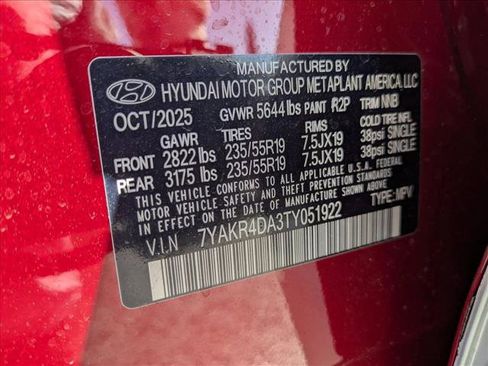 MANUFACTURED BY
HYUNDAI MOTOR GROUP METAPLANT AMERICA, LLC
OCT/2025 GVWR 5644 lbs PAINT R2P TRIM NNB
GAWR TIRES RIMS COLD TIRE INFL
FRONT 2822 lbs 235/55R19 7.5JX19 38psi SINGLE
REAR 3175 lbs 235/55R19 7.5JX19 38psi SINGLE
THIS VEHICLE CONFORMS TO ALL APPLICABLE U.S.A. FEDERAL
MOTOR VEHICLE SAFETY AND THEFT PREVENTION STANDARDS
IN EFFECT ON THE DATE OF MANUFACTURE SHOWN ABOVE.
V.I.N 7YAKR4DA3TY051922 TYPE: MPV